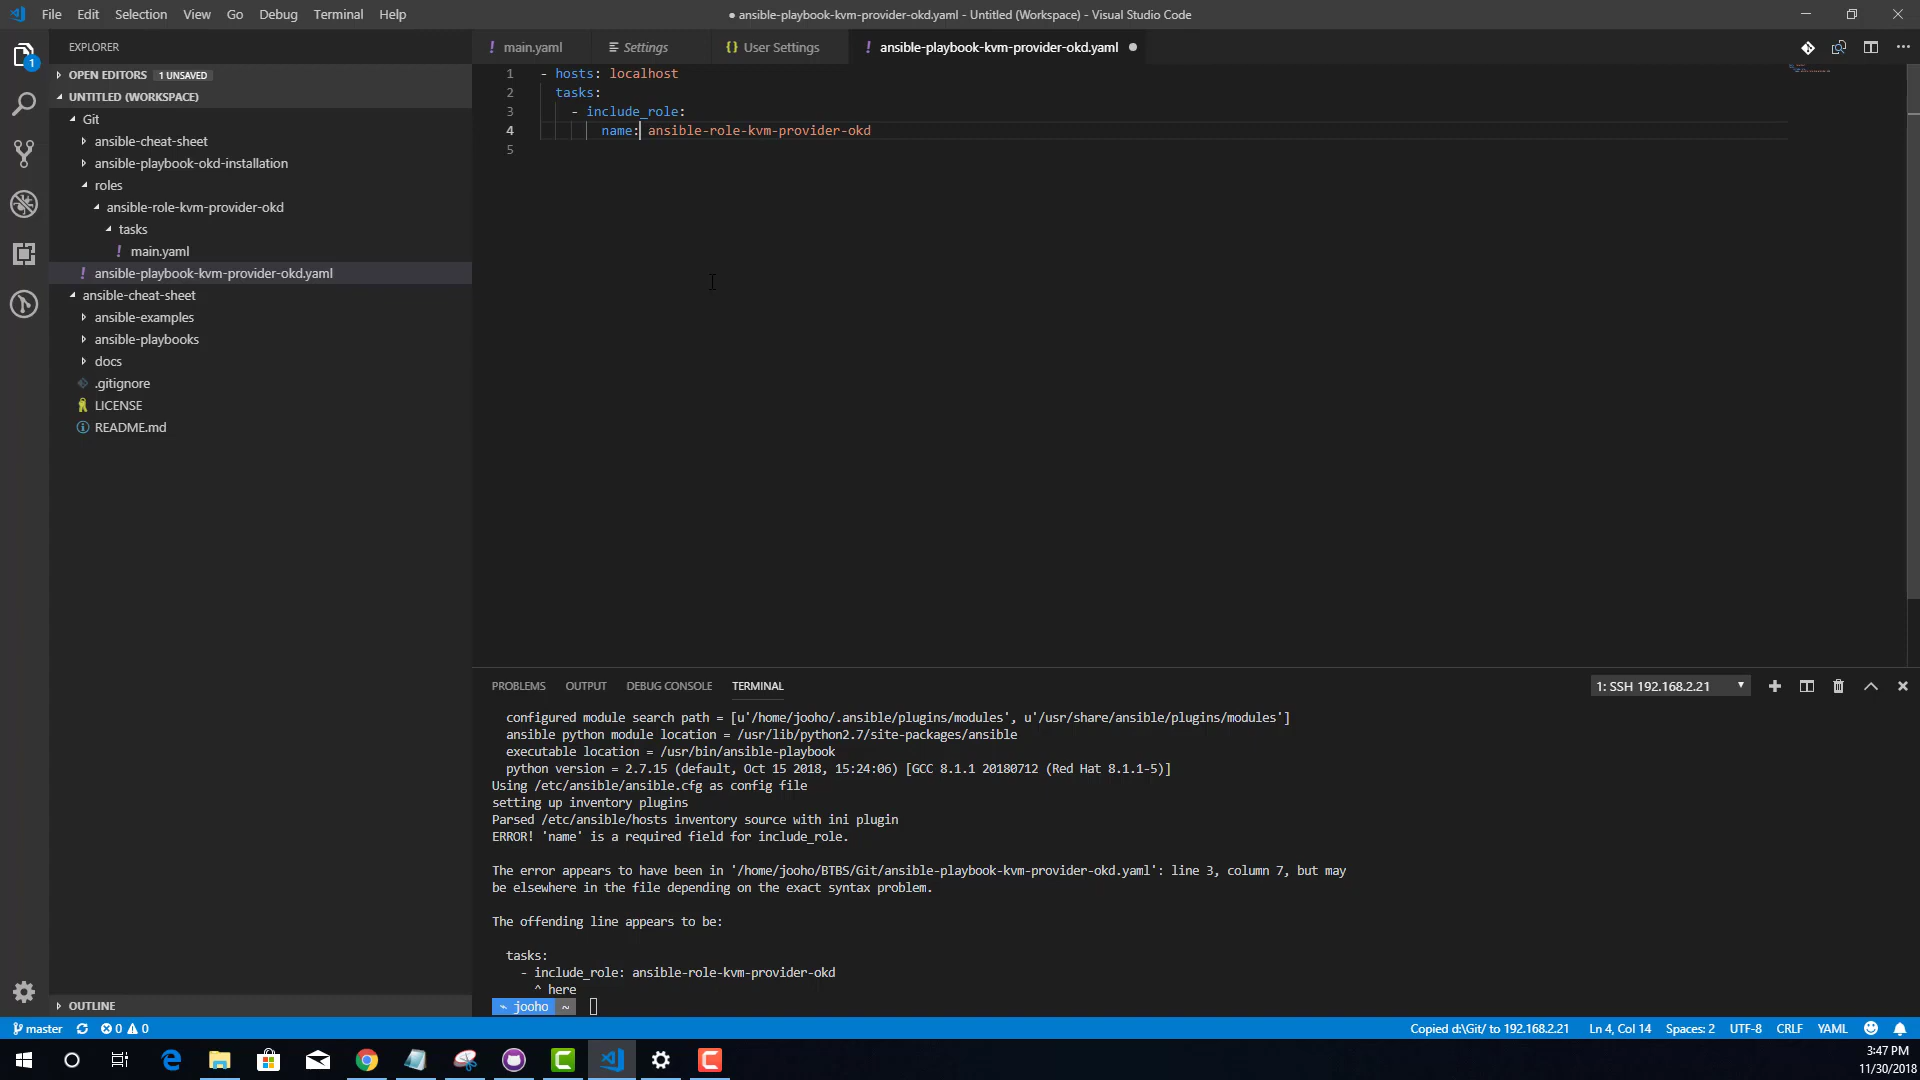 File Edit Selection View Go Debug Terminal Help
● ansible-playbook-kvm-provider-okd.yaml - Untitled (Workspace) - Visual Studio Code
EXPLORER
OPEN EDITORS 1 UNSAVED
UNTITLED (WORKSPACE)
Git
ansible-cheat-sheet
ansible-playbook-okd-installation
roles
ansible-role-kvm-provider-okd
tasks
! main.yaml
! ansible-playbook-kvm-provider-okd.yaml
ansible-cheat-sheet
ansible-examples
ansible-playbooks
docs
.gitignore
LICENSE
README.md
OUTLINE
! main.yaml Settings {} User Settings ! ansible-playbook-kvm-provider-okd.yaml ●
1 - hosts: localhost
2 tasks:
3 - include_role:
4 name: ansible-role-kvm-provider-okd
5
PROBLEMS OUTPUT DEBUG CONSOLE TERMINAL 1: SSH 192.168.2.21
configured module search path = [u'/home/jooho/.ansible/plugins/modules', u'/usr/share/ansible/plugins/modules']
ansible python module location = /usr/lib/python2.7/site-packages/ansible
executable location = /usr/bin/ansible-playbook
python version = 2.7.15 (default, Oct 15 2018, 15:24:06) [GCC 8.1.1 20180712 (Red Hat 8.1.1-5)]
Using /etc/ansible/ansible.cfg as config file
setting up inventory plugins
Parsed /etc/ansible/hosts inventory source with ini plugin
ERROR! 'name' is a required field for include_role.
The error appears to have been in '/home/jooho/BTBS/Git/ansible-playbook-kvm-provider-okd.yaml': line 3, column 7, but may
be elsewhere in the file depending on the exact syntax problem.
The offending line appears to be:
tasks:
- include_role: ansible-role-kvm-provider-okd
^ here
jooho ~
master 0 0 Copied d:\Git/ to 192.168.2.21 Ln 4, Col 14 Spaces: 2 UTF-8 CRLF YAML
3:47 PM
11/30/2018